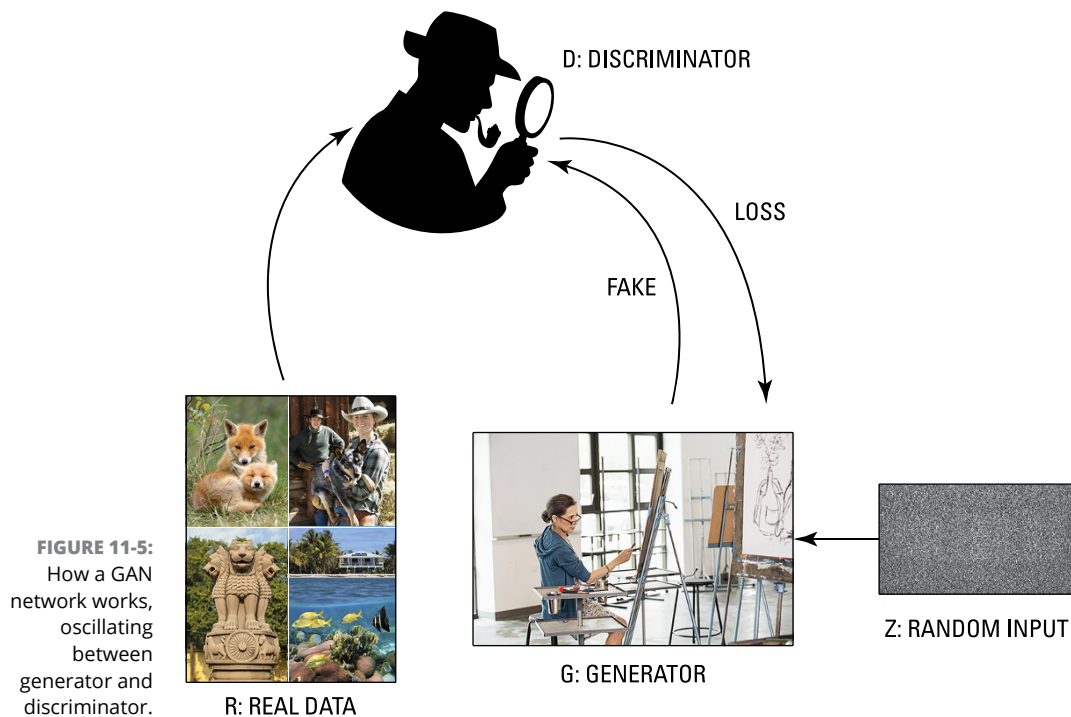 D: DISCRIMINATOR
LOSS
FAKE
FIGURE 11-5:
How a GAN
network works,
oscillating
between
generator and
discriminator.
R: REAL DATA
G: GENERATOR
Z: RANDOM INPUT